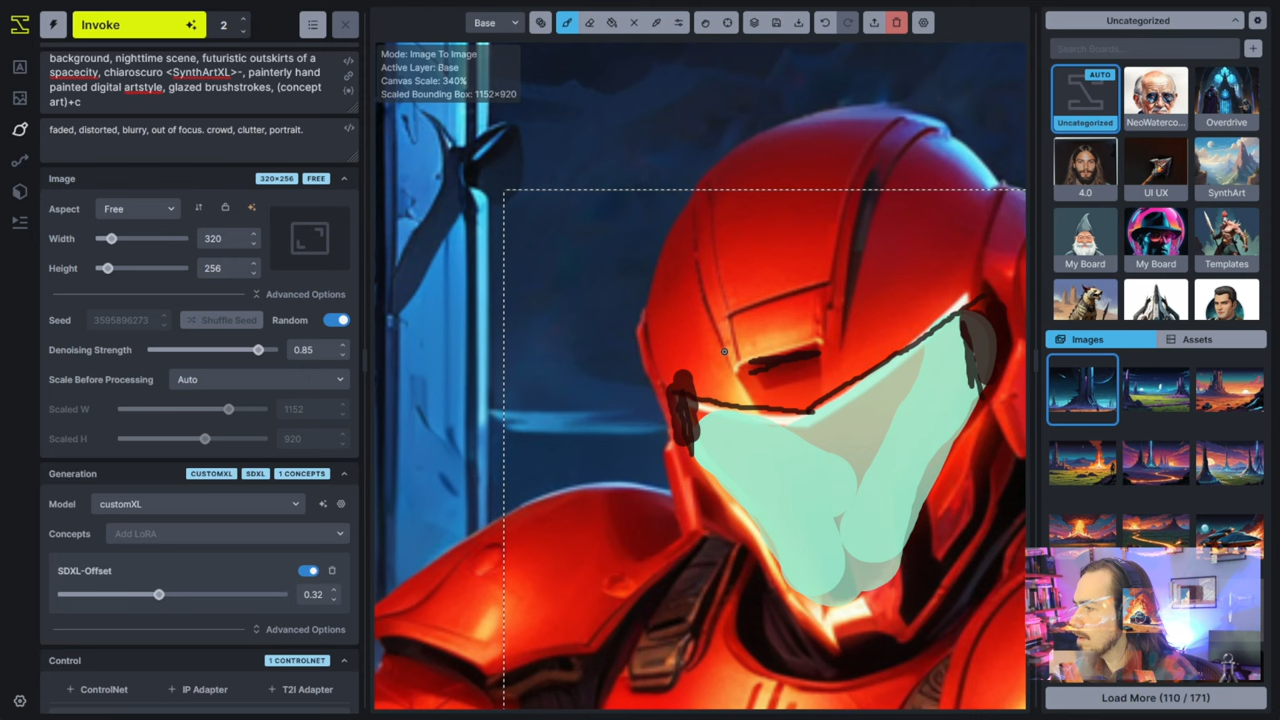 Invoke
2
Base
background, nighttime scene, futuristic outskirts of a
spacecity, chiaroscuro <SynthArtXL>-, painterly hand
painted digital artstyle, glazed brushstrokes, (concept
art)+c
faded, distorted, blurry, out of focus. crowd, clutter, portrait.
Image
320×256
FREE
Aspect
Free
Width
320
Height
256
Advanced Options
Seed
3595896273
Shuffle Seed
Random
Denoising Strength
0.85
Scale Before Processing
Auto
Scaled W
1152
Scaled H
920
Generation
CUSTOMXL
SDXL
1 CONCEPTS
Model
customXL
Concepts
Add LoRA
SDXL-Offset
0.32
Advanced Options
Control
1 CONTROLNET
+ ControlNet
+ IP Adapter
+ T2I Adapter
Mode: Image To Image
Active Layer: Base
Canvas Scale: 340%
Scaled Bounding Box: 1152×920
Uncategorized
Search Boards...
AUTO
Uncategorized
NeoWaterco...
Overdrive
4.0
UI UX
SynthArt
My Board
My Board
Templates
Images
Assets
Load More (110 / 171)